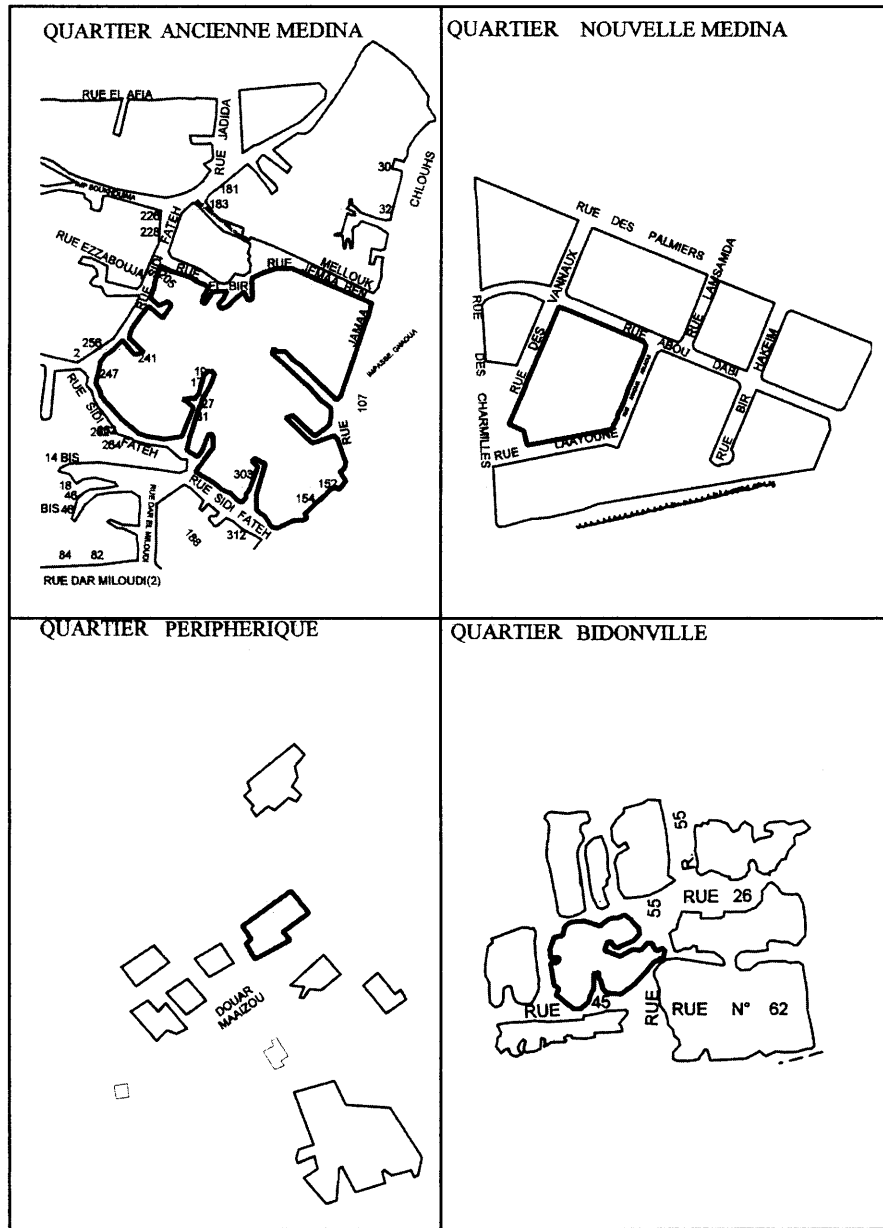 QUARTIER ANCIENNE MEDINA
RUE EL AFIA
RUE JADIDA
IMP BOUKHOUIMA
181
183
30
32
CHLOUHS
226
228
RUE EZZABOUJA
RUE SIDI FATEH
205
RUE EL BIR
RUE JEMAA BEN MELLOUK
JAMAA
IMPASSE GNAOUA
256
2
241
247
19
27
31
107
RUE
RUE SIDI FATEH
264
14 BIS
18
46
BIS 46
RUE DAR EL MILOUDI
303
RUE SIDI FATEH
152
154
188
312
84 82
RUE DAR MILOUDI(2)
QUARTIER NOUVELLE MEDINA
RUE DES PALMIERS
RUE LAMSAMDA
RUE DES VANNAUX
RUE ABOU DABI
RUE BIR HAKEIM
RUE DES CHARMILLES
RUE LAAYOUNE
QUARTIER PERIPHERIQUE
DOUAR
MAAIZOU
QUARTIER BIDONVILLE
R. 55
RUE 26
55
RUE 45
RUE
RUE N° 62